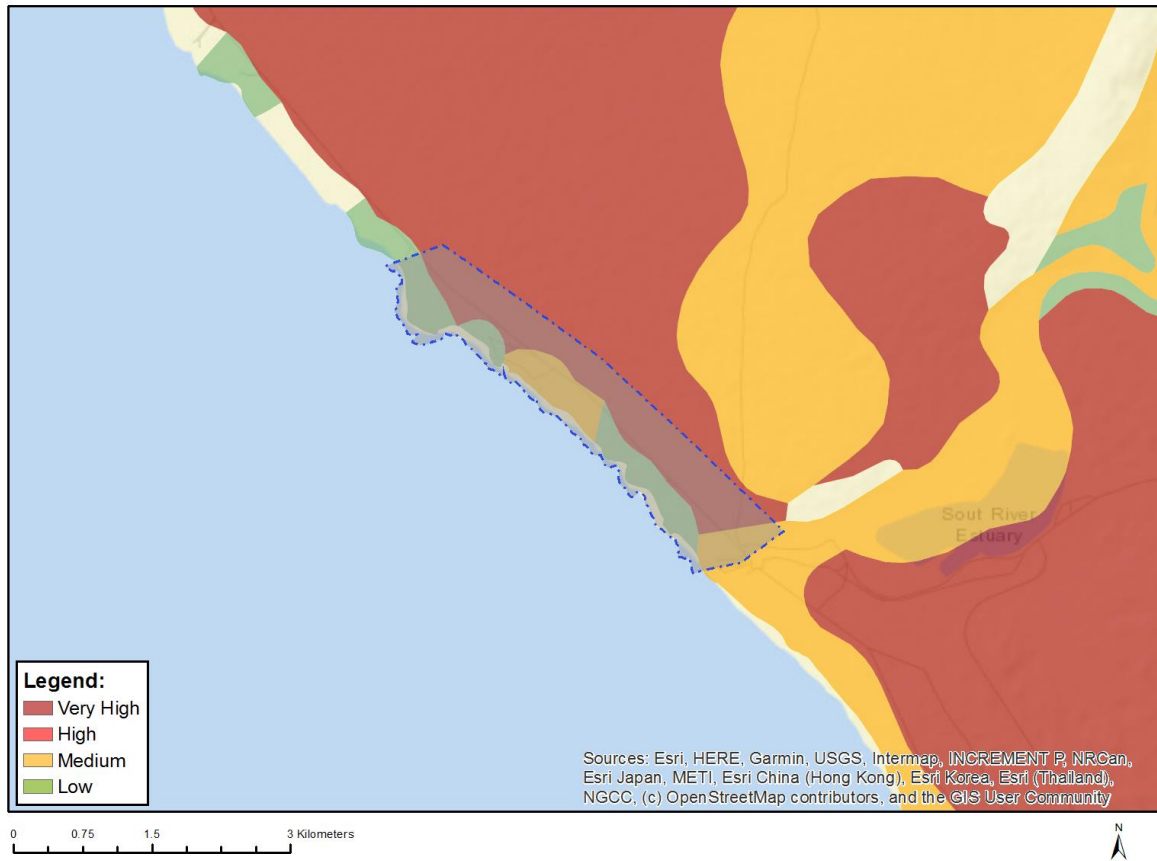 Sout River
Estuary
Legend:
Very High
High
Medium
Low
Sources: Esri, HERE, Garmin, USGS, Intermap, INCREMENT P, NRCan,
Esri Japan, METI, Esri China (Hong Kong), Esri Korea, Esri (Thailand),
NGCC, (c) OpenStreetMap contributors, and the GIS User Community
0 0.75 1.5 3 Kilometers
N